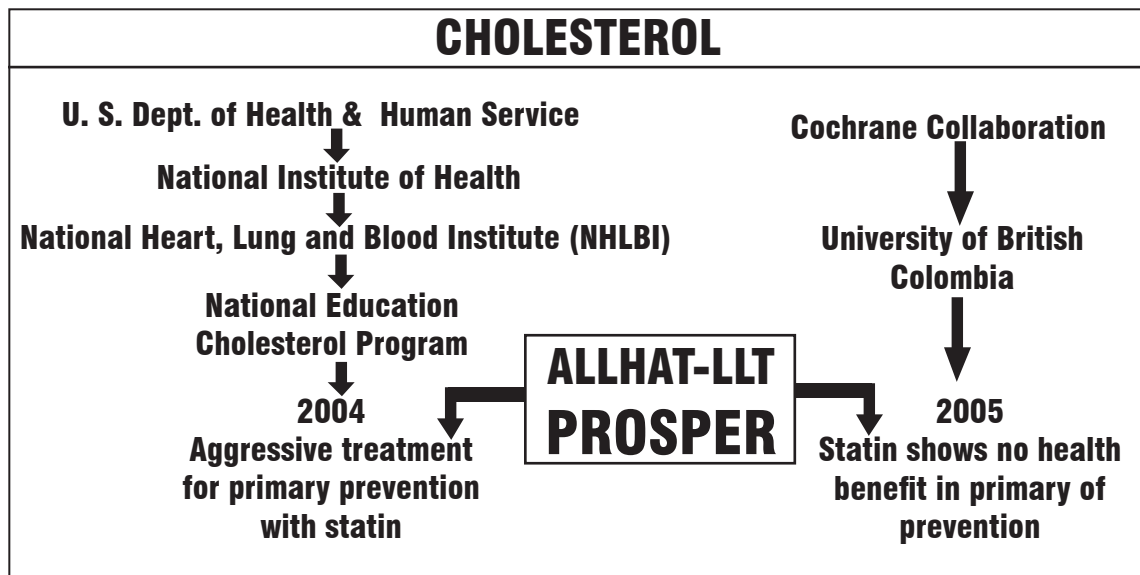 CHOLESTEROL
U. S. Dept. of Health & Human Service
National Institute of Health
National Heart, Lung and Blood Institute (NHLBI)
National Education
Cholesterol Program
2004
Aggressive treatment
for primary prevention
with statin
ALLHAT-LLT
PROSPER
Cochrane Collaboration
University of British
Colombia
2005
Statin shows no health
benefit in primary of
prevention